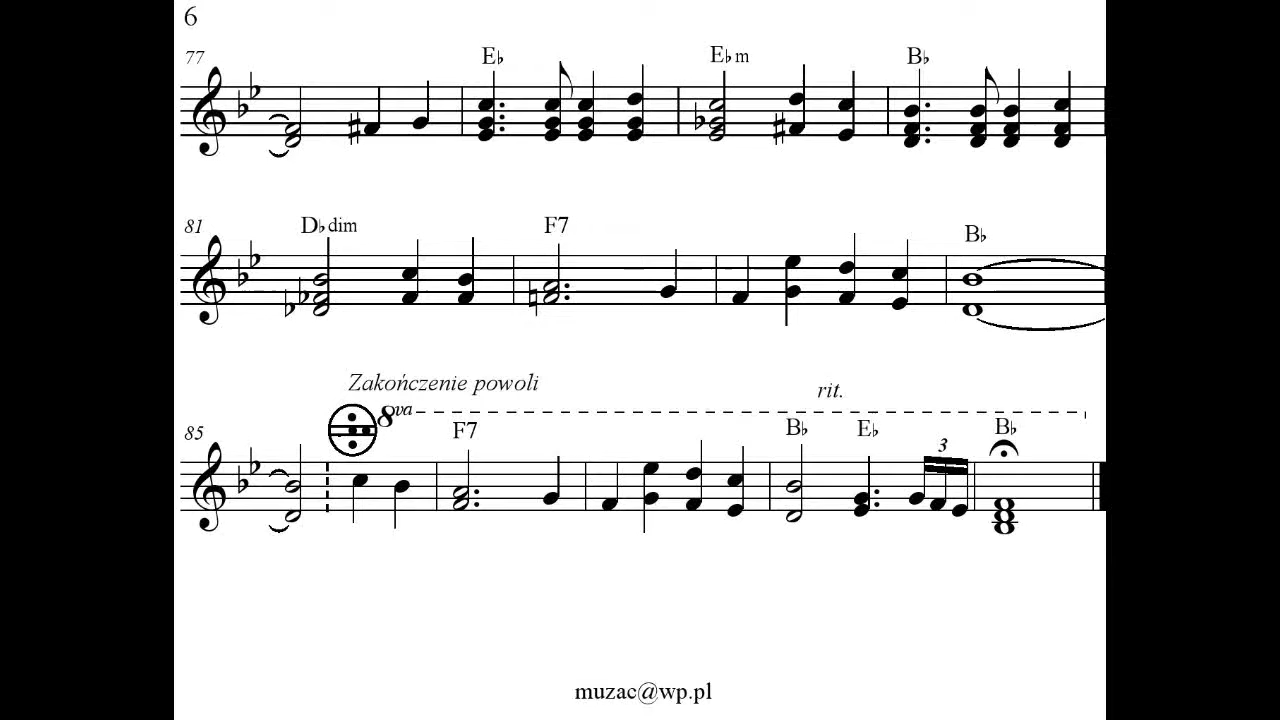 6
77 E♭ E♭m B♭
81 D♭dim F7 B♭
Zakończenie powoli
8va rit.
85 F7 B♭ E♭ B♭
3
muzac@wp.pl